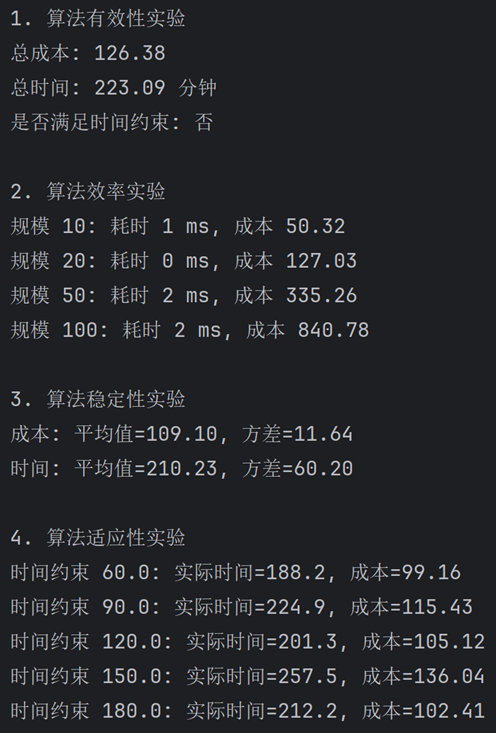 1. 算法有效性实验
总成本: 126.38
总时间: 223.09 分钟
是否满足时间约束: 否
2. 算法效率实验
规模 10: 耗时 1 ms, 成本 50.32
规模 20: 耗时 0 ms, 成本 127.03
规模 50: 耗时 2 ms, 成本 335.26
规模 100: 耗时 2 ms, 成本 840.78
3. 算法稳定性实验
成本: 平均值=109.10, 方差=11.64
时间: 平均值=210.23, 方差=60.20
4. 算法适应性实验
时间约束 60.0: 实际时间=188.2, 成本=99.16
时间约束 90.0: 实际时间=224.9, 成本=115.43
时间约束 120.0: 实际时间=201.3, 成本=105.12
时间约束 150.0: 实际时间=257.5, 成本=136.04
时间约束 180.0: 实际时间=212.2, 成本=102.41